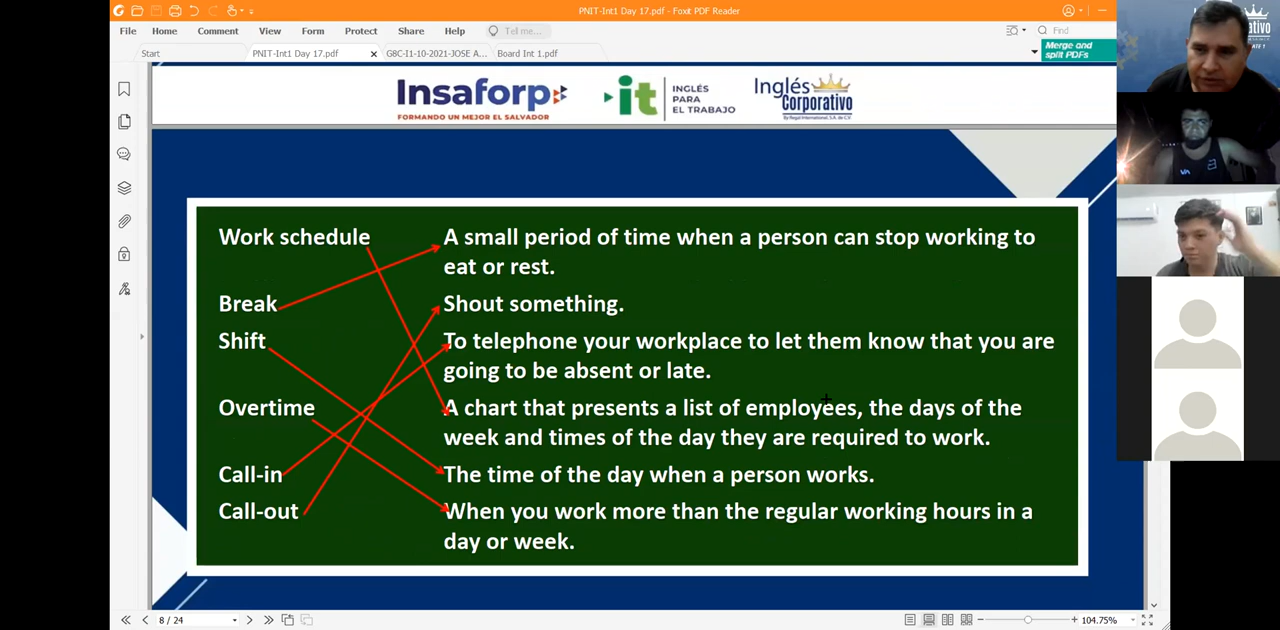 PNIT-Int1 Day 17.pdf - Foxit PDF Reader
File Home Comment View Form Protect Share Help Tell me... Find
Start PNIT-Int1 Day 17.pdf G8C-I1-10-2021-JOSE A... Board Int 1.pdf
Merge and
split PDFs
Insaforp
FORMANDO UN MEJOR EL SALVADOR
it
INGLÉS
PARA
EL TRABAJO
Inglés
Corporativo
By Regal International, S.A. de C.V.
Work schedule
A small period of time when a person can stop working to
eat or rest.
Break
Shout something.
Shift
To telephone your workplace to let them know that you are
going to be absent or late.
Overtime
A chart that presents a list of employees, the days of the
week and times of the day they are required to work.
Call-in
The time of the day when a person works.
Call-out
When you work more than the regular working hours in a
day or week.
8 / 24
104.75%